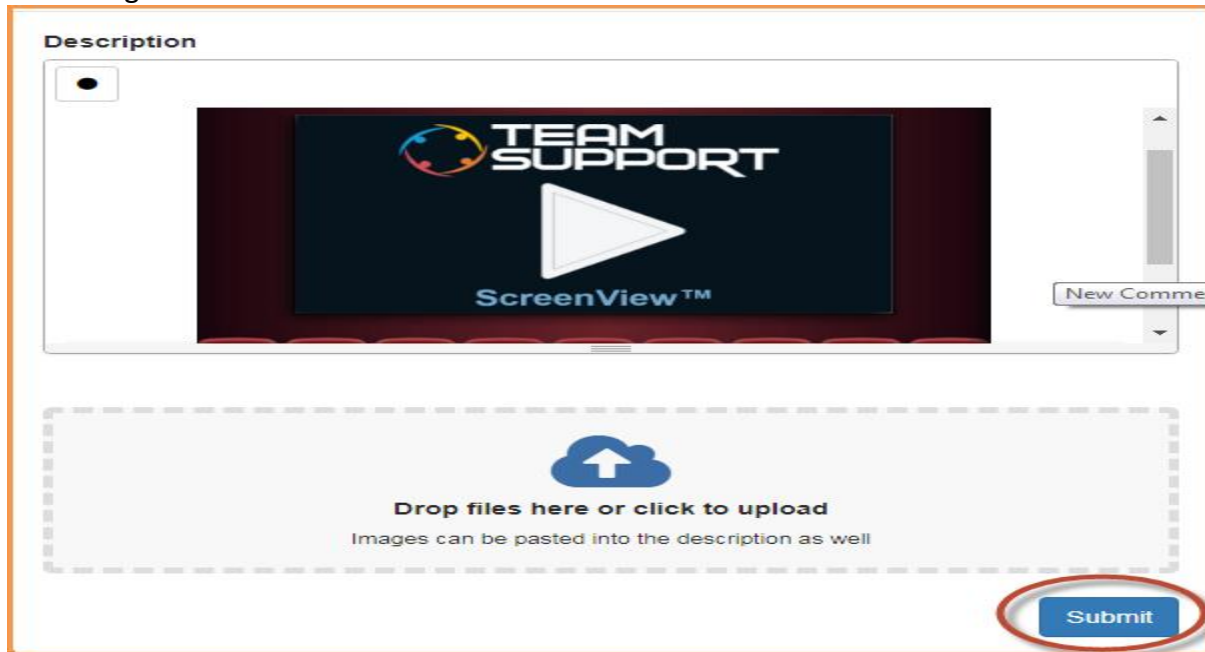 Description
TEAM
SUPPORT
ScreenView™
New Comme
Drop files here or click to upload
Images can be pasted into the description as well
Submit